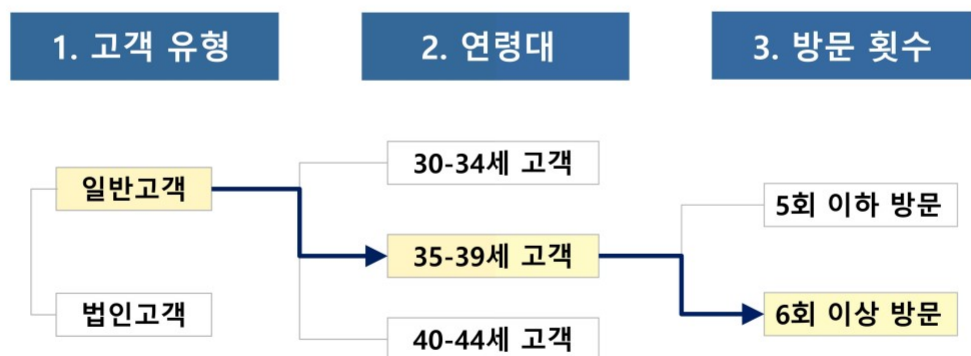 1. 고객 유형
2. 연령대
3. 방문 횟수
일반고객
법인고객
30-34세 고객
35-39세 고객
40-44세 고객
5회 이하 방문
6회 이상 방문